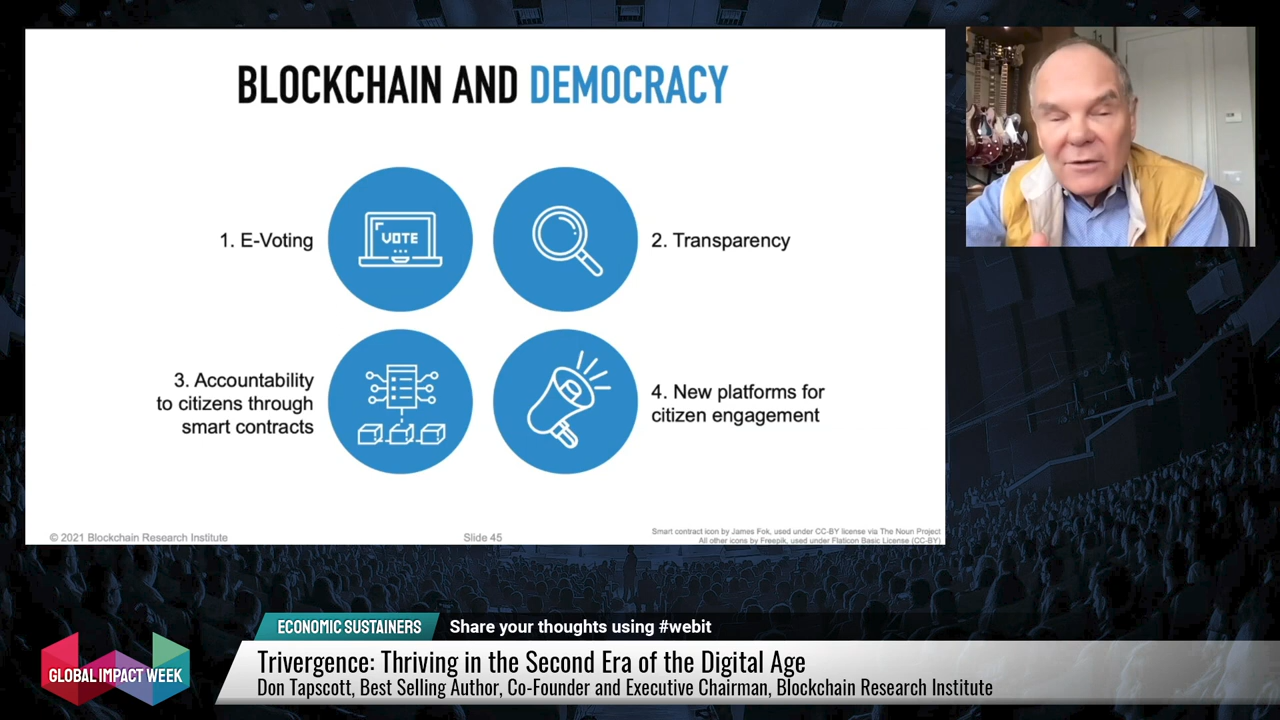 BLOCKCHAIN AND DEMOCRACY
1. E-Voting
VOTE
2. Transparency
3. Accountability
to citizens through
smart contracts
4. New platforms for
citizen engagement
© 2021 Blockchain Research Institute
Slide 45
Smart contract icon by James Fok, used under CC-BY license via The Noun Project
All other icons by Freepik, used under Flaticon Basic License (CC-BY)
ECONOMIC SUSTAINERS
Share your thoughts using #webit
GLOBAL IMPACT WEEK
Trivergence: Thriving in the Second Era of the Digital Age
Don Tapscott, Best Selling Author, Co-Founder and Executive Chairman, Blockchain Research Institute